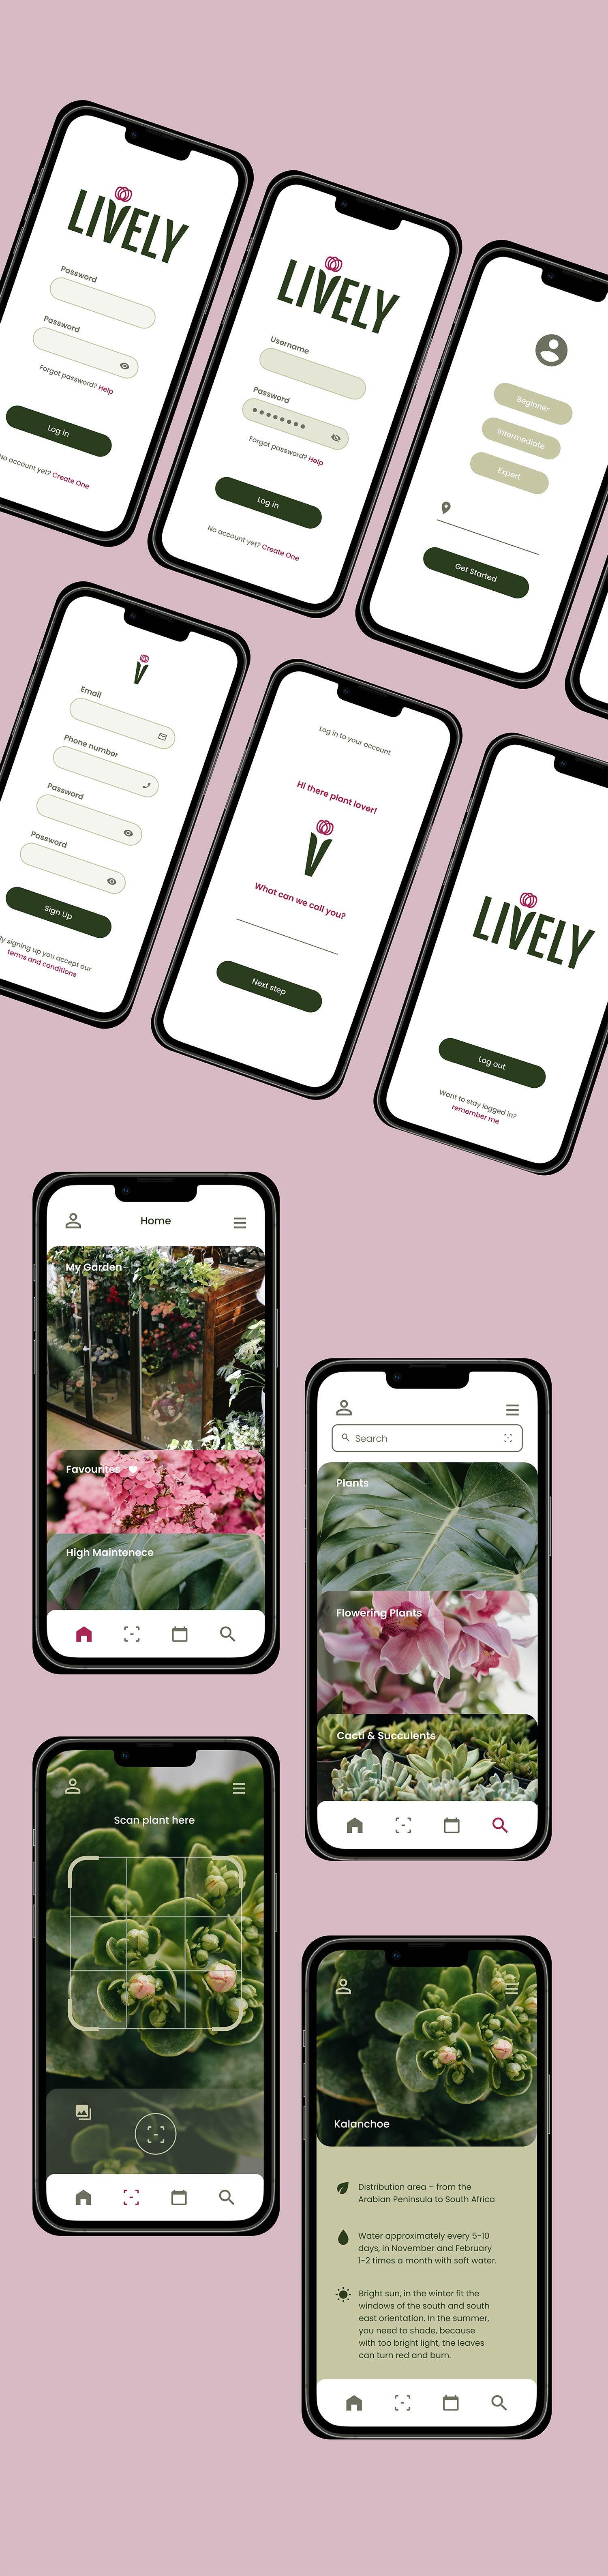 LIVELY
Password
Password
Forgot password? Help
Log in
No account yet? Create One
LIVELY
Username
Password
Forgot password? Help
Log in
No account yet? Create One
Beginner
Intermediate
Expert
Get Started
Email
Phone number
Password
Password
Sign Up
By signing up you accept our
terms and conditions
Log in to your account
Hi there plant lover!
What can we call you?
Next step
LIVELY
Log out
Want to stay logged in?
remember me
Home
My Garden
Favourites
High Maintenece
Search
Plants
Flowering Plants
Cacti & Succulents
Scan plant here
Kalanchoe
Distribution area – from the
Arabian Peninsula to South Africa
Water approximately every 5-10
days, in November and February
1-2 times a month with soft water.
Bright sun, in the winter fit the
windows of the south and south
east orientation. In the summer,
you need to shade, because
with too bright light, the leaves
can turn red and burn.